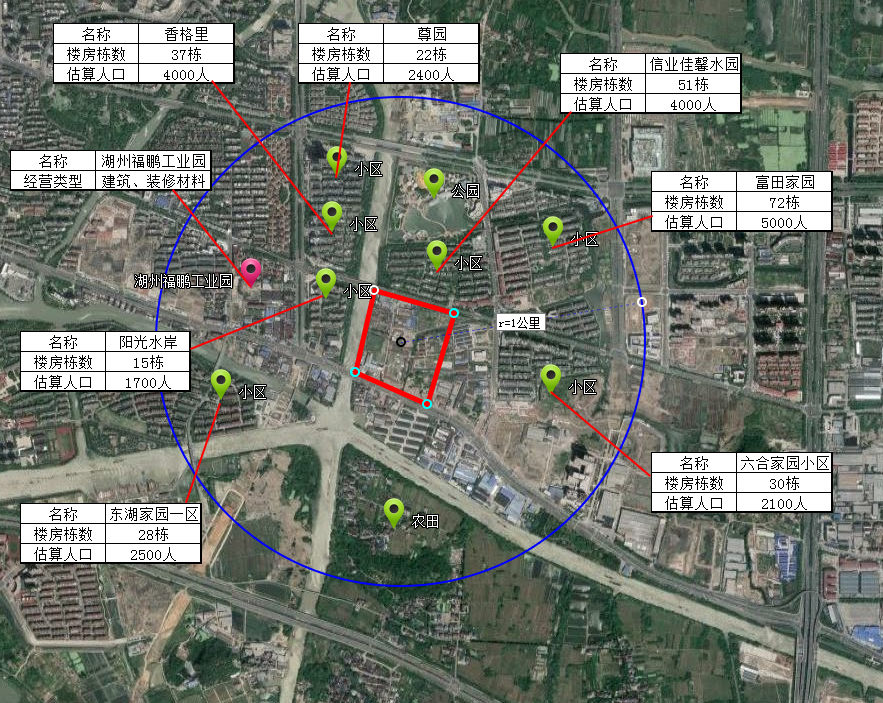 名称 香格里
楼房栋数 37栋
估算人口 4000人
名称 尊园
楼房栋数 22栋
估算人口 2400人
名称 信业佳馨水园
楼房栋数 51栋
估算人口 4000人
名称 湖州福鹏工业园
经营类型 建筑、装修材料
名称 富田家园
楼房栋数 72栋
估算人口 5000人
小区
公园
小区
小区
小区
湖州福鹏工业园
小区
r=1公里
名称 阳光水岸
楼房栋数 15栋
估算人口 1700人
小区
小区
名称 六合家园小区
楼房栋数 30栋
估算人口 2100人
名称 东湖家园一区
楼房栋数 28栋
估算人口 2500人
农田